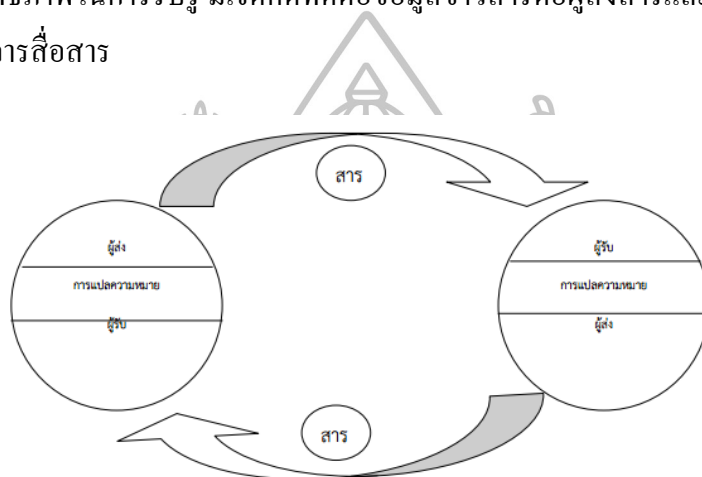 การสื่อสาร
สาร
ผู้ส่ง
การแปลความหมาย
ผู้รับ
ผู้รับ
การแปลความหมาย
ผู้ส่ง
สาร